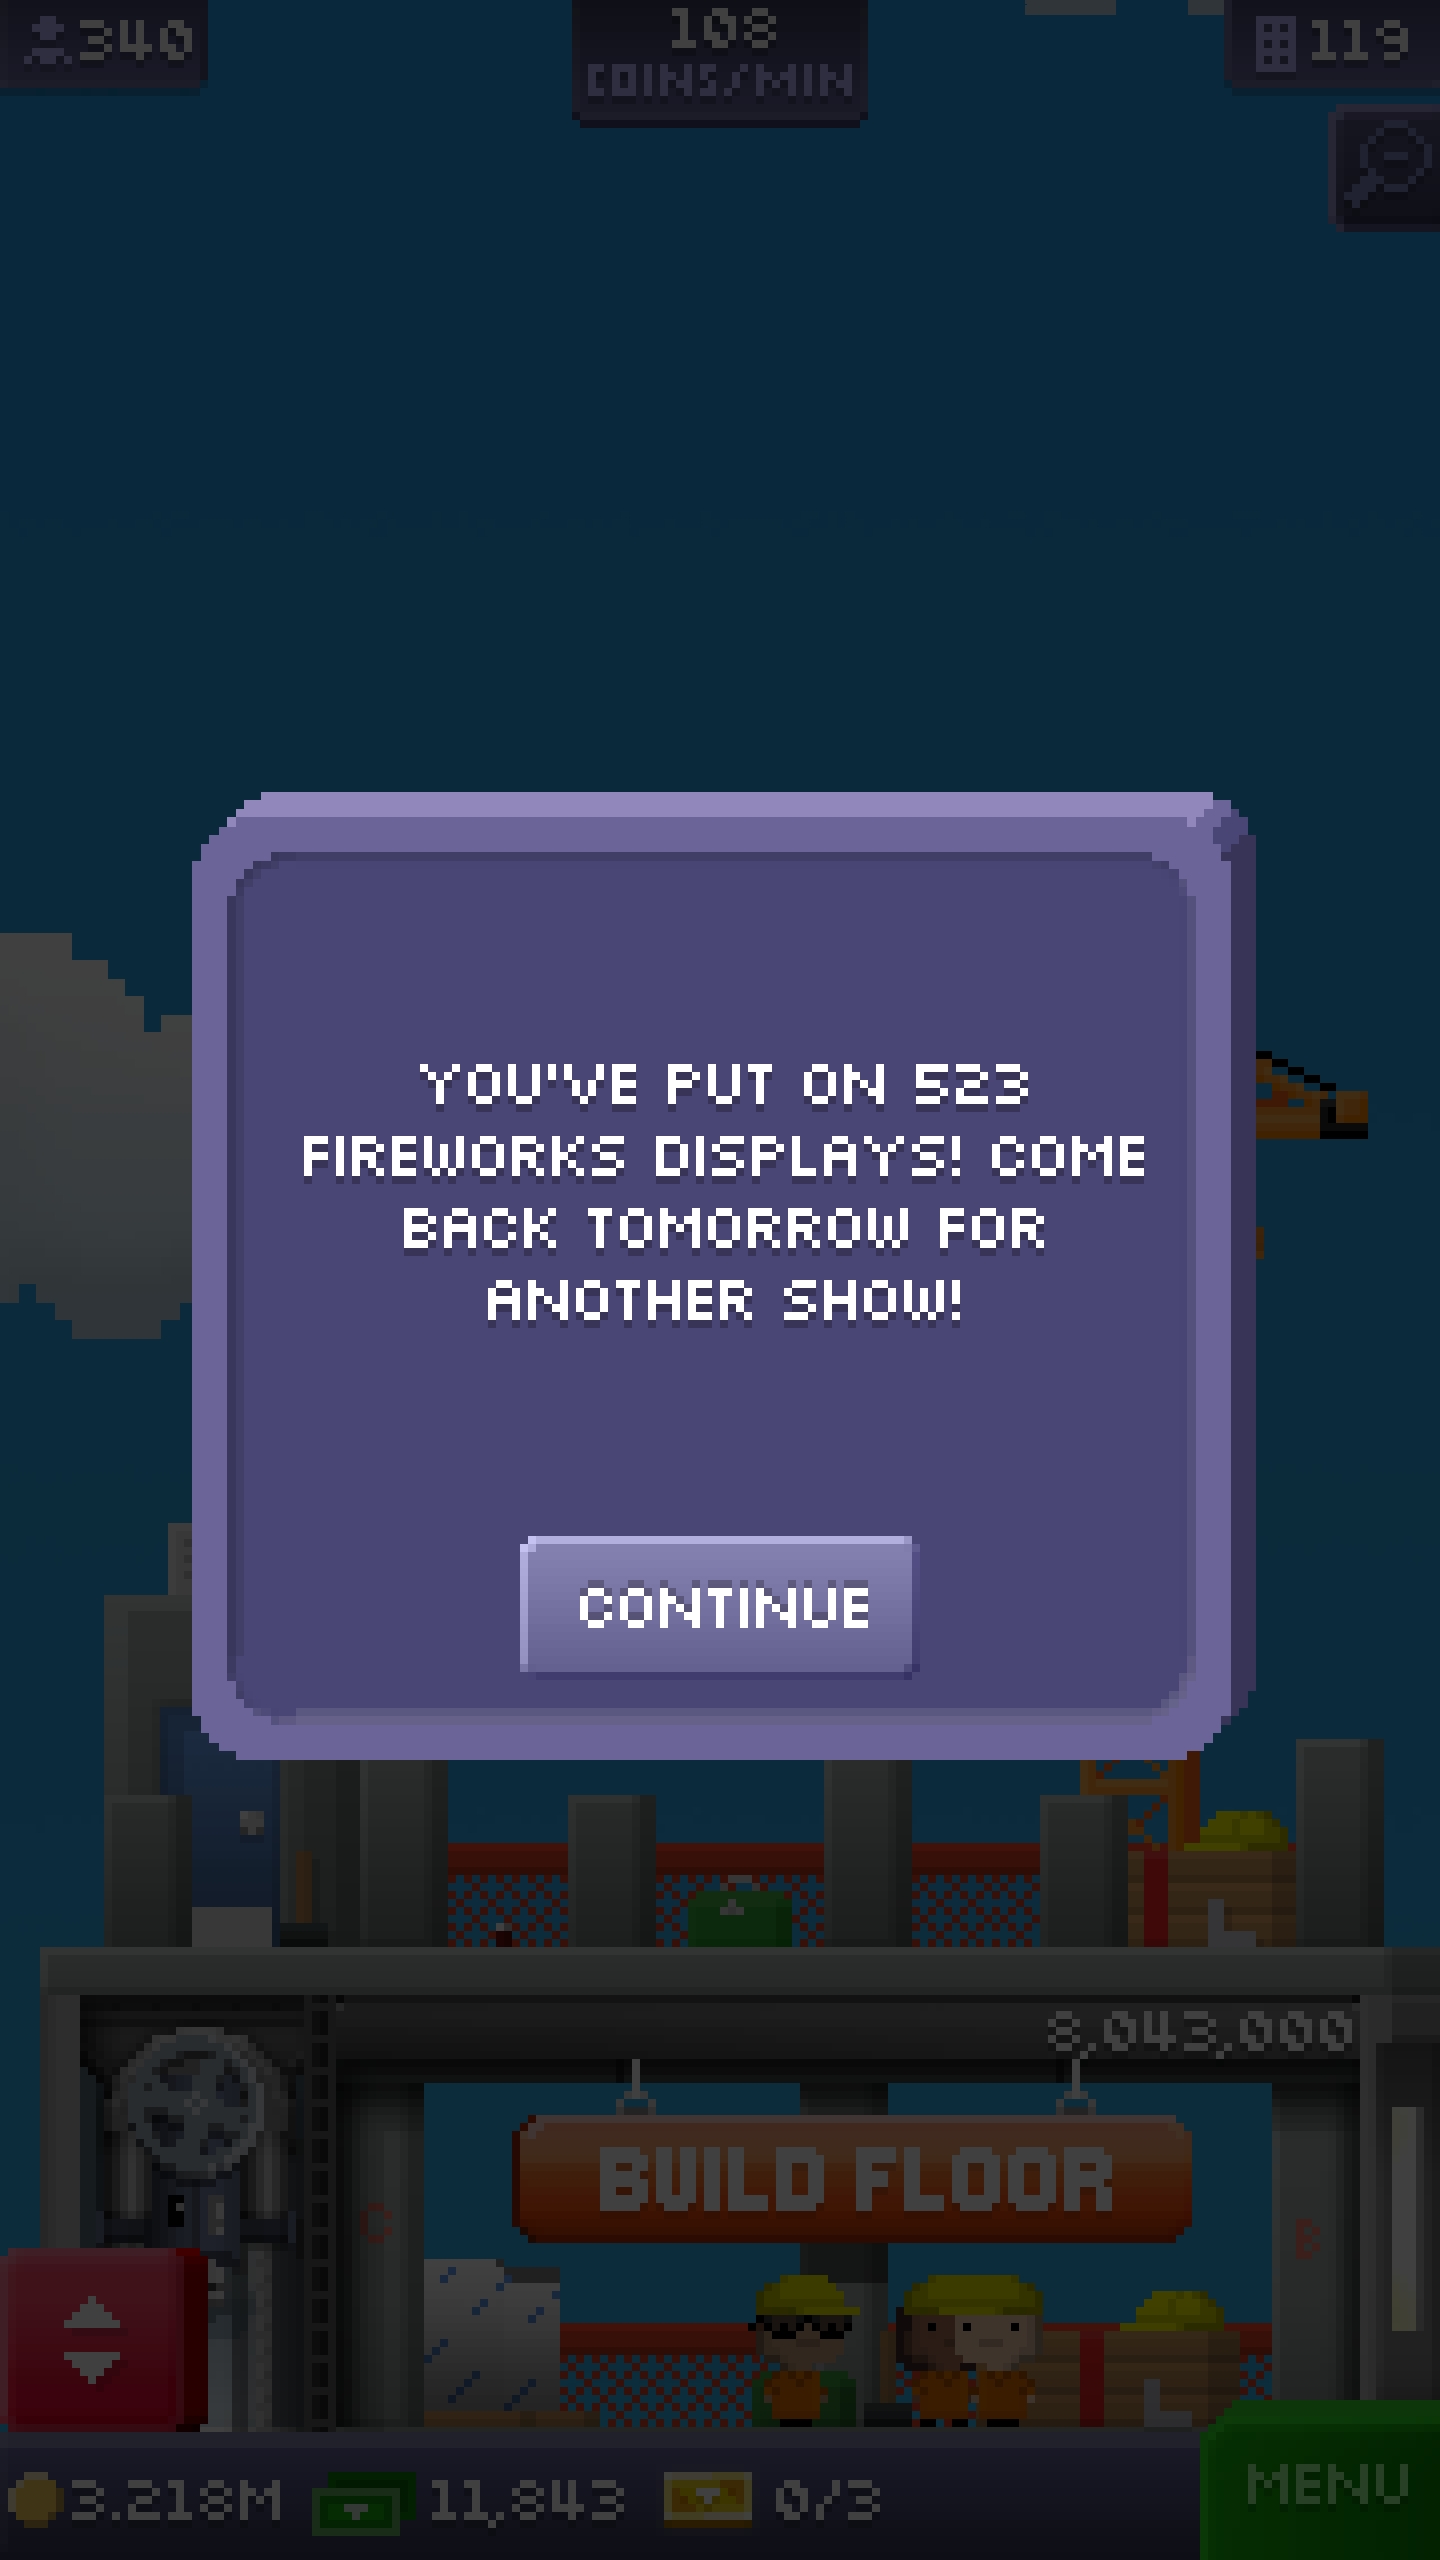 340
108
COINS/MIN
119
YOU'VE PUT ON 523
FIREWORKS DISPLAYS! COME
BACK TOMORROW FOR
ANOTHER SHOW!
CONTINUE
8,043,000
BUILD FLOOR
C
B
3.218M
11,843
0/3
MENU